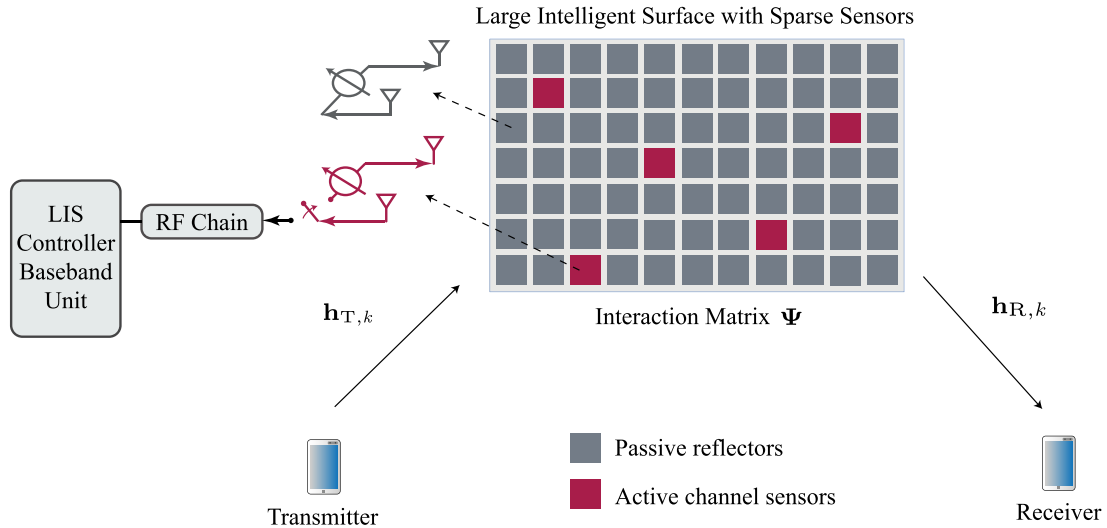 Large Intelligent Surface with Sparse Sensors
LIS
Controller
Baseband
Unit
RF Chain
h_{T,k}
Interaction Matrix Ψ
h_{R,k}
Passive reflectors
Active channel sensors
Transmitter
Receiver